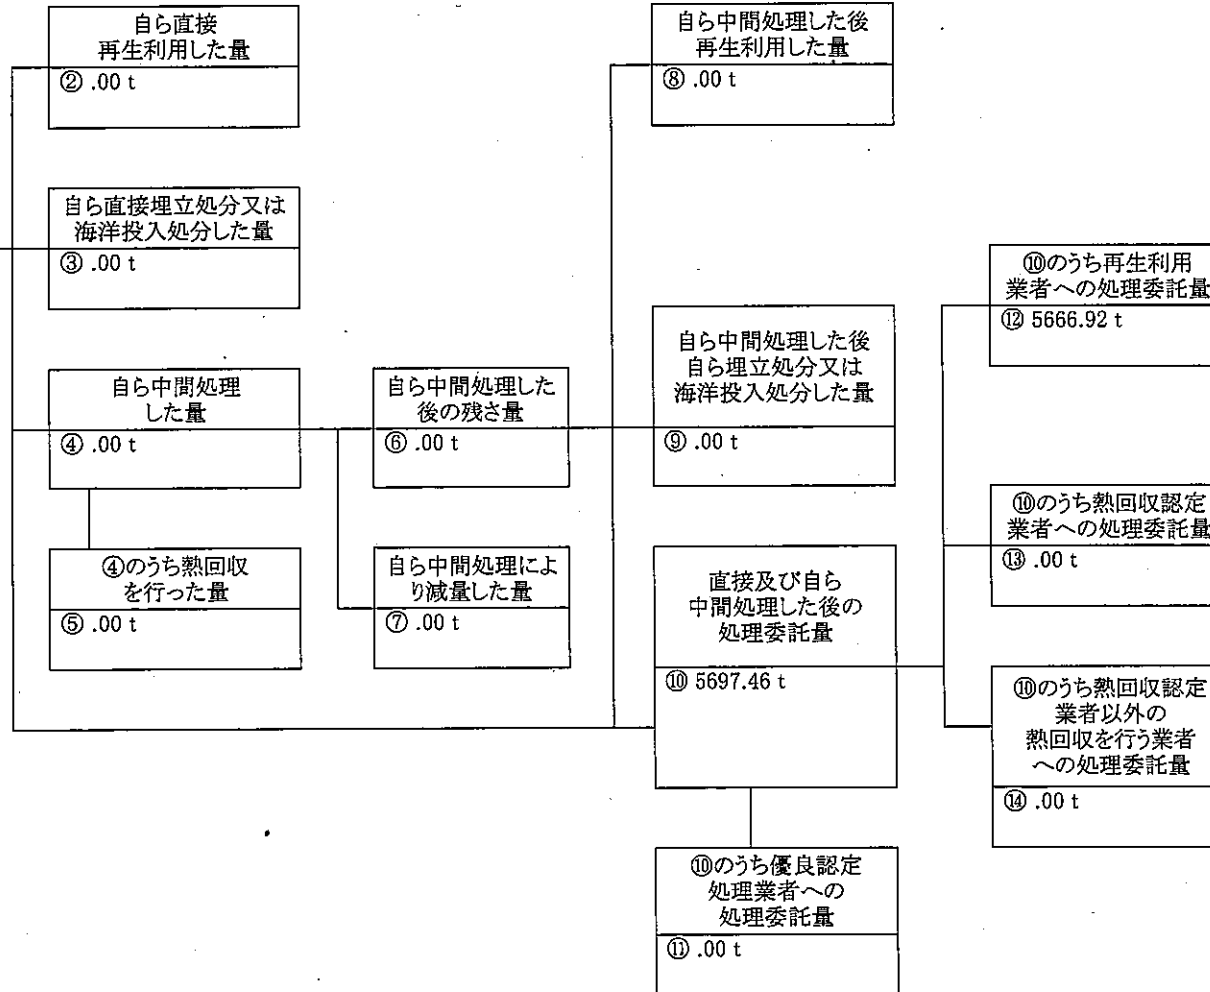 自ら直接
再生利用した量
② .00 t
自ら直接埋立処分又は
海洋投入処分した量
③ .00 t
自ら中間処理
した量
④ .00 t
④のうち熱回収
を行った量
⑤ .00 t
自ら中間処理した
後の残さ量
⑥ .00 t
自ら中間処理によ
り減量した量
⑦ .00 t
自ら中間処理した後
再生利用した量
⑧ .00 t
自ら中間処理した後
自ら埋立処分又は
海洋投入処分した量
⑨ .00 t
直接及び自ら
中間処理した後の
処理委託量
⑩ 5697.46 t
⑩のうち優良認定
処理業者への
処理委託量
⑪ .00 t
⑩のうち再生利用
業者への処理委託量
⑫ 5666.92 t
⑩のうち熱回収認定
業者への処理委託量
⑬ .00 t
⑩のうち熱回収認定
業者以外の
熱回収を行う業者
への処理委託量
⑭ .00 t